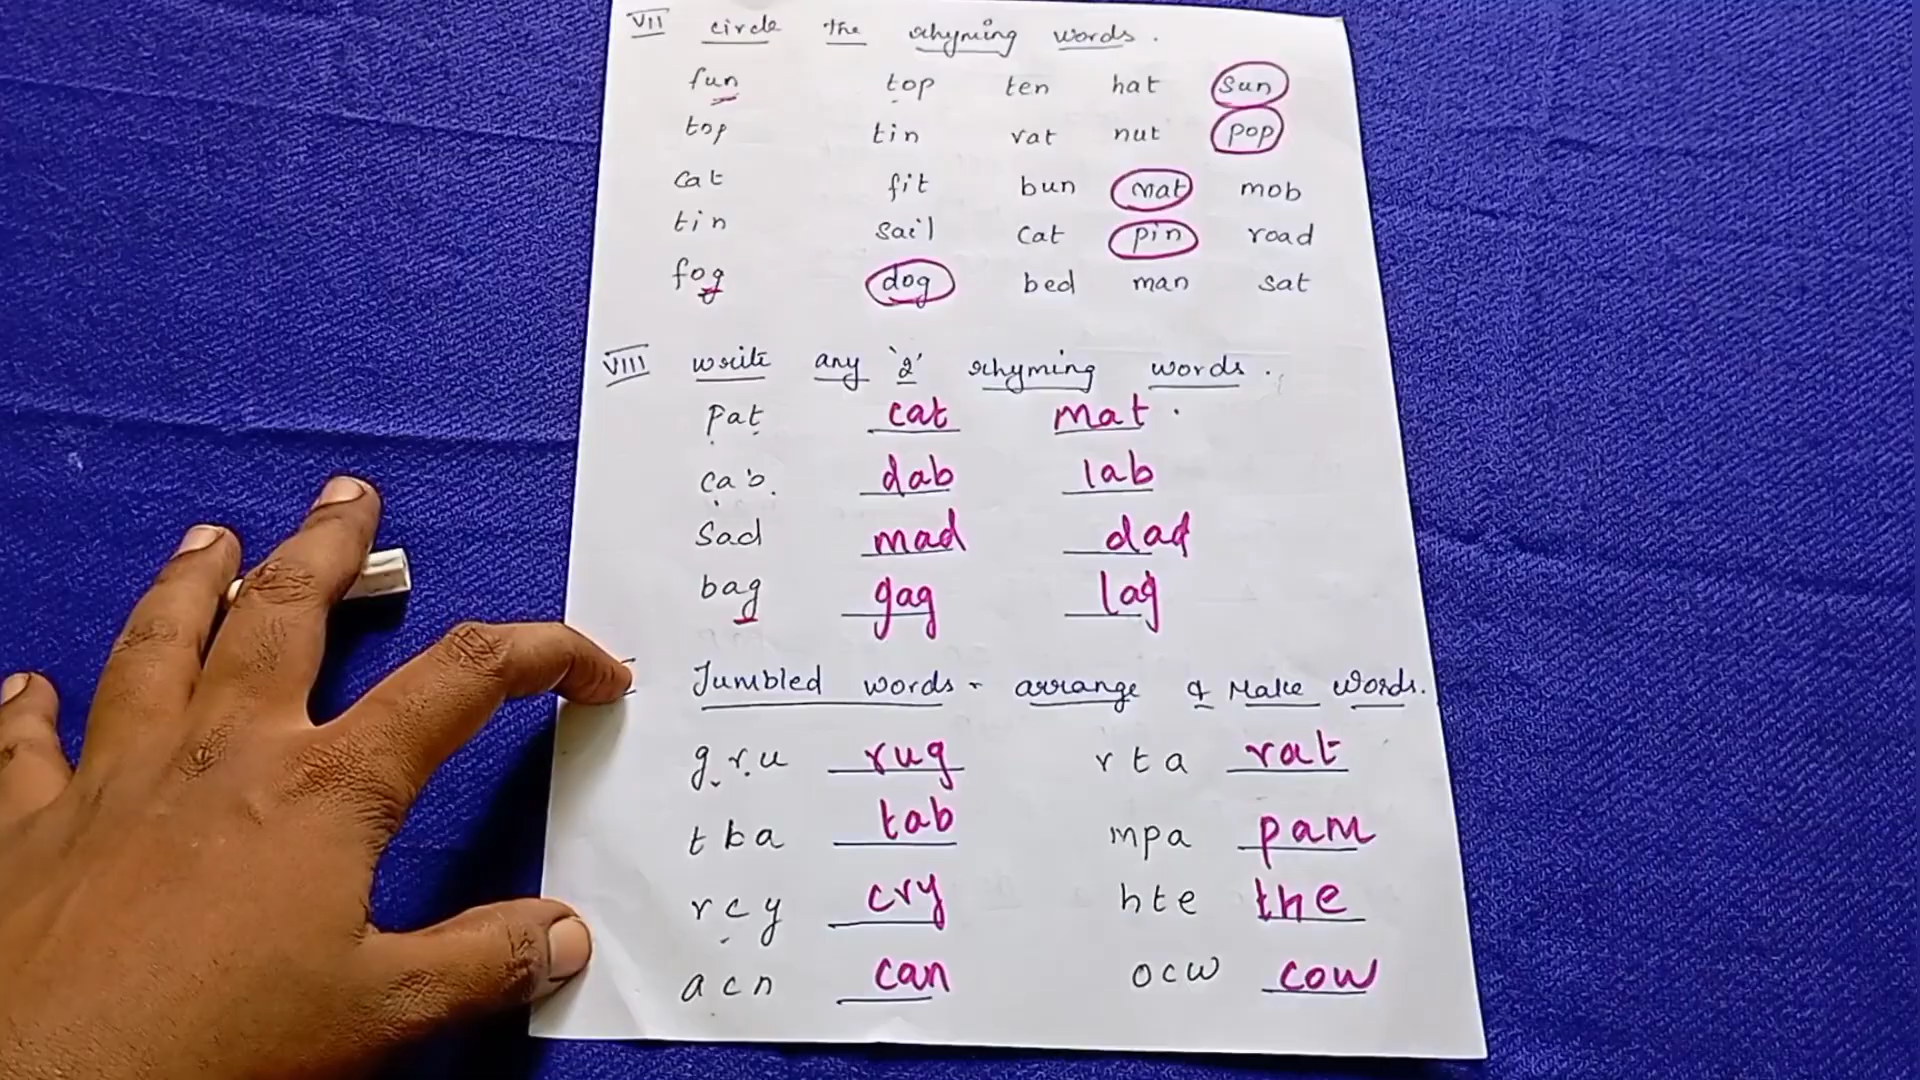 VII circle the rhyming words.
fun top ten hat sun
top tin rat nut pop
cat fit bun mat mob
tin sail cat pin road
fog dog bed man sat
VIII write any '2' rhyming words.
pat cat mat.
cab. dab lab
sad mad dad
bag gag lag
Jumbled words - arrange & Make words.
g r u rug r t a rat
t b a tab m p a pam
r c y cry h t e the
a c n can o c w cow